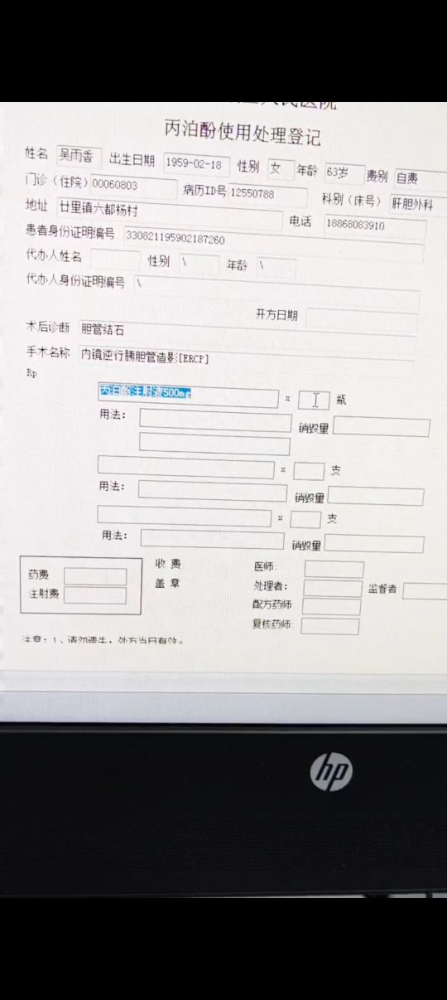 人民医院
丙泊酚使用处理登记
姓名 吴雨香 出生日期 1959-02-18 性别 女 年龄 63岁 费别 自费
门诊（住院）00060803 病历ID号 12550788 科别（床号） 肝胆外科
地址 廿里镇六都杨村 电话 18868083910
患者身份证明编号 330821195902187260
代办人姓名 性别 \ 年龄 \
代办人身份证明编号 \
开方日期
术后诊断 胆管结石
手术名称 内镜逆行胰胆管造影[ERCP]
Rp
丙泊酚注射液500mg × 瓶
用法： 销毁量
× 支
用法： 销毁量
× 支
用法： 销毁量
药费 收费 医师：
注射费 盖章 处理者： 监督者：
配方药师：
复核药师：
注意：1、请勿遗失，处方当日有效。
hp